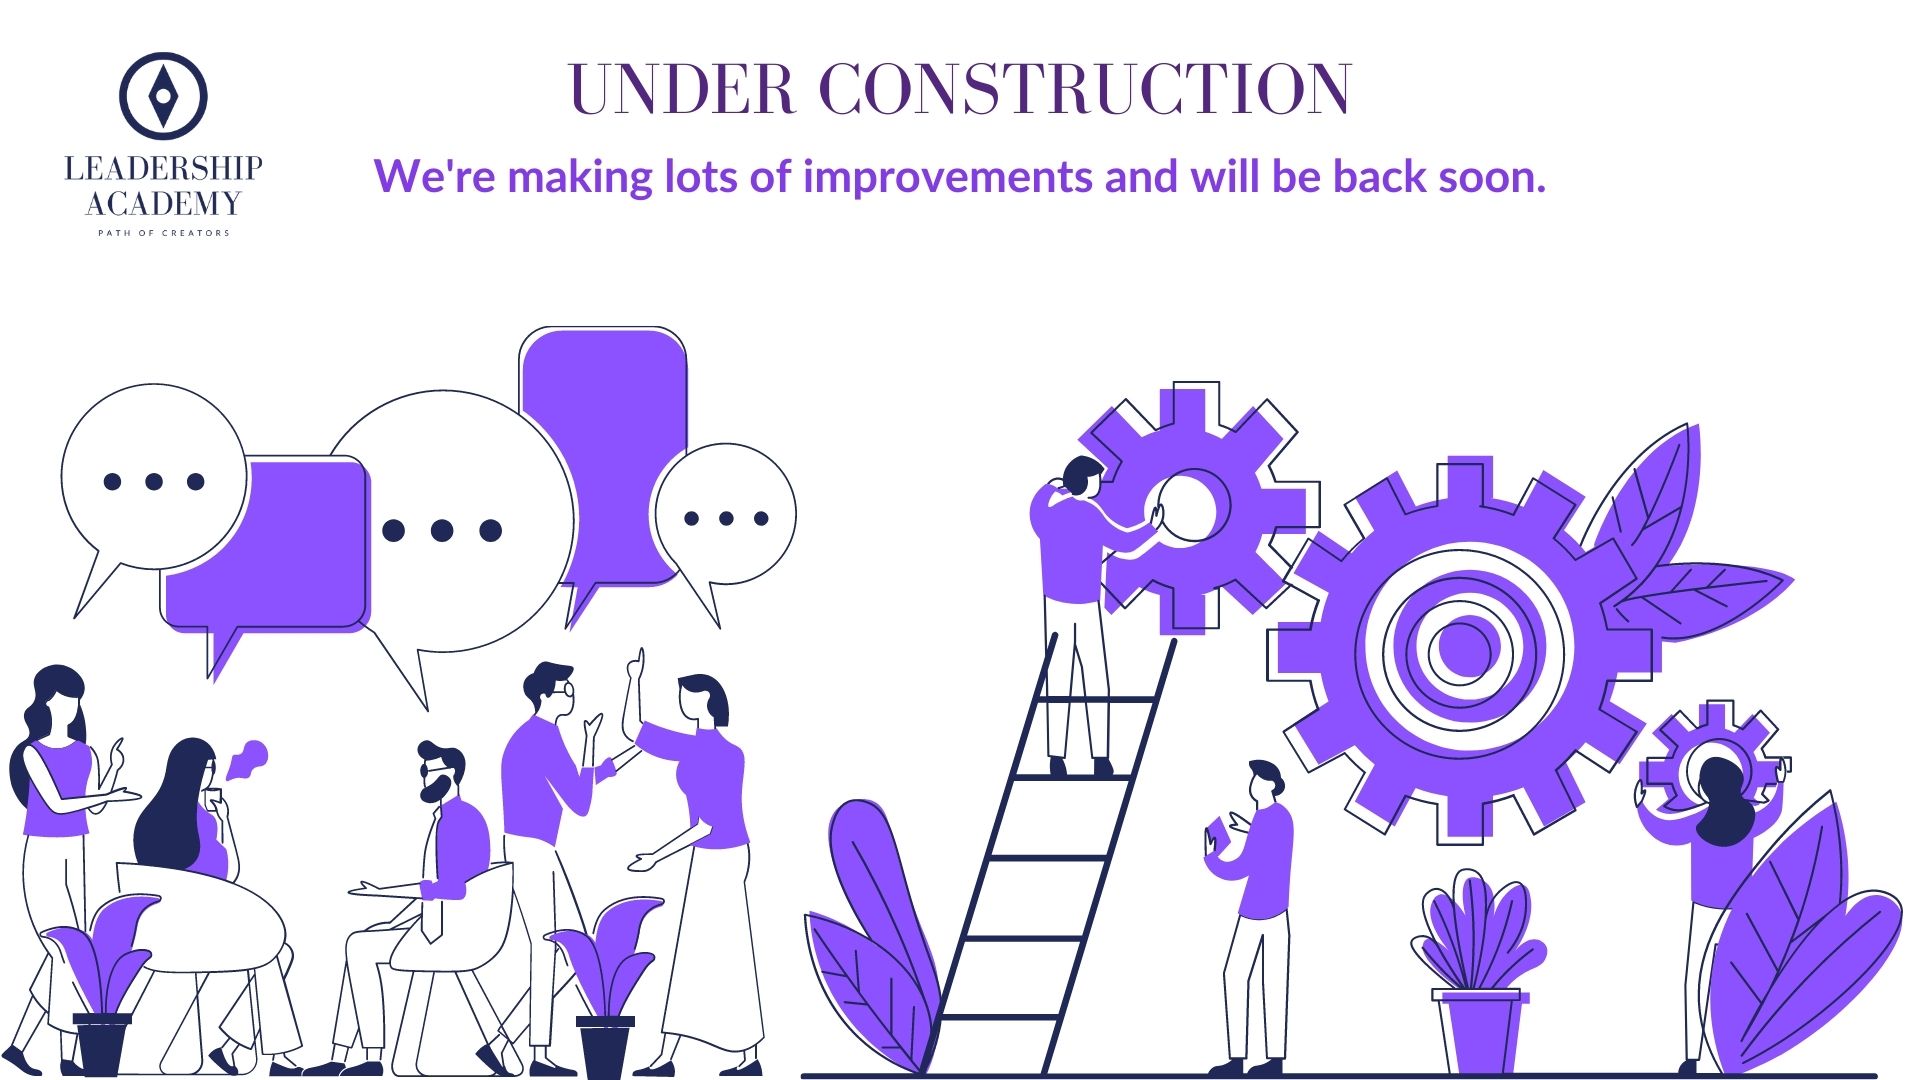 UNDER CONSTRUCTION
We're making lots of improvements and will be back soon.
LEADERSHIP
ACADEMY
PATH OF CREATORS